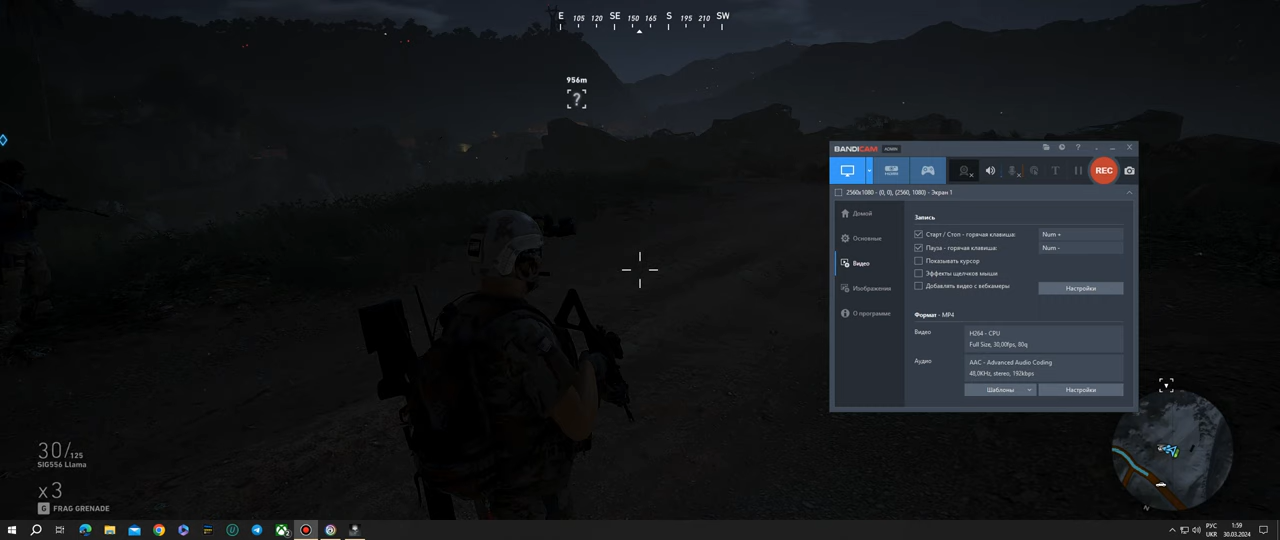 E 105 120 SE 150 165 S 195 210 SW
956m
?
BANDICAM ADMIN
REC
2560x1080 - (0, 0), (2560, 1080) - Экран 1
Домой
Основные
Видео
Изображения
О программе
Запись
Старт / Стоп - горячая клавиша: Num +
Пауза - горячая клавиша: Num -
Показывать курсор
Эффекты щелчков мыши
Добавлять видео с вебкамеры Настройки
Формат - MP4
Видео H264 - CPU
Full Size, 30,00fps, 80q
Аудио AAC - Advanced Audio Coding
48,0KHz, stereo, 192kbps
Шаблоны Настройки
30/125
SIG556 Llama
x3
G FRAG GRENADE
N
РУС
UKR
1:59
30.03.2024